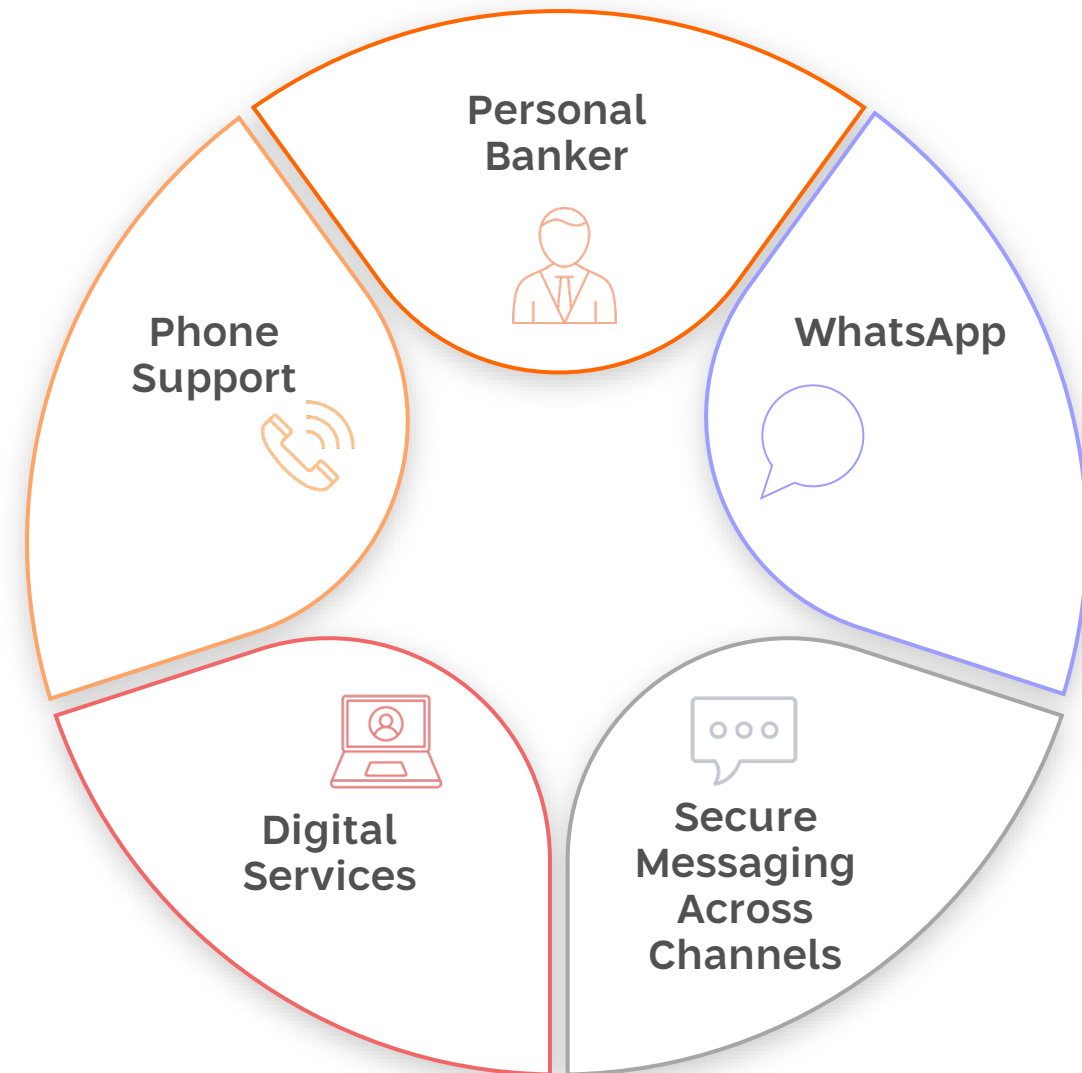 Personal
Banker
WhatsApp
Phone
Support
Secure
Messaging
Across
Channels
Digital
Services